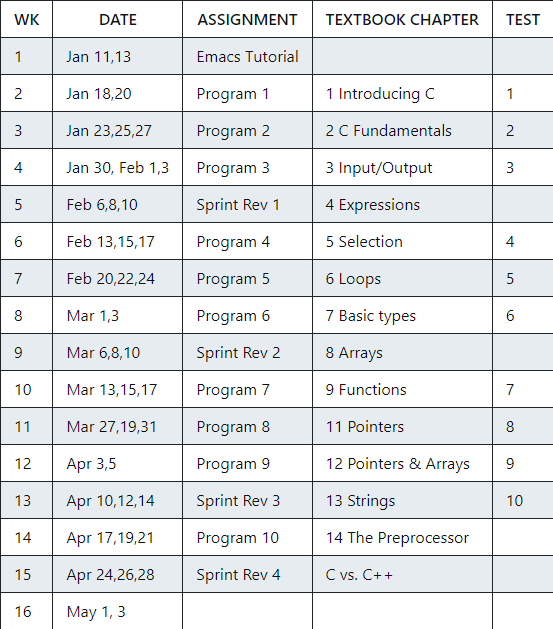 WK DATE ASSIGNMENT TEXTBOOK CHAPTER TEST
1 Jan 11,13 Emacs Tutorial
2 Jan 18,20 Program 1 1 Introducing C 1
3 Jan 23,25,27 Program 2 2 C Fundamentals 2
4 Jan 30, Feb 1,3 Program 3 3 Input/Output 3
5 Feb 6,8,10 Sprint Rev 1 4 Expressions
6 Feb 13,15,17 Program 4 5 Selection 4
7 Feb 20,22,24 Program 5 6 Loops 5
8 Mar 1,3 Program 6 7 Basic types 6
9 Mar 6,8,10 Sprint Rev 2 8 Arrays
10 Mar 13,15,17 Program 7 9 Functions 7
11 Mar 27,19,31 Program 8 11 Pointers 8
12 Apr 3,5 Program 9 12 Pointers & Arrays 9
13 Apr 10,12,14 Sprint Rev 3 13 Strings 10
14 Apr 17,19,21 Program 10 14 The Preprocessor
15 Apr 24,26,28 Sprint Rev 4 C vs. C++
16 May 1, 3